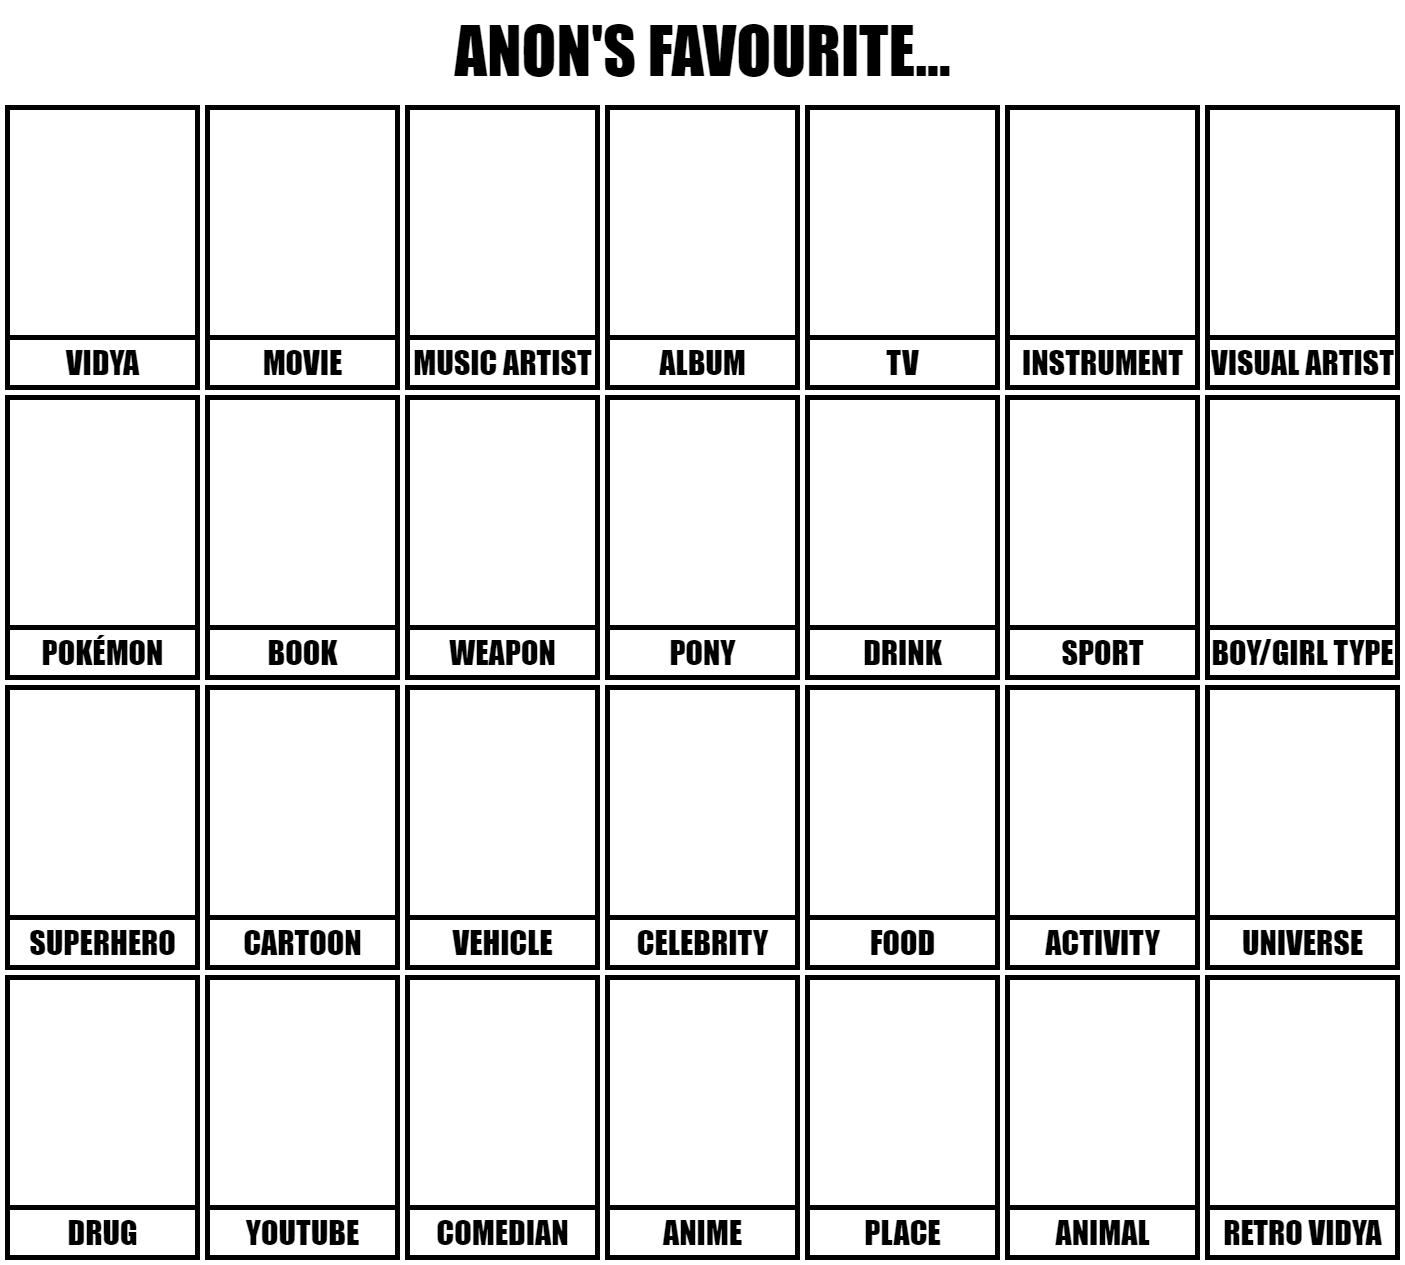 ANON'S FAVOURITE...
VIDYA
MOVIE
MUSIC ARTIST
ALBUM
TV
INSTRUMENT
VISUAL ARTIST
POKÉMON
BOOK
WEAPON
PONY
DRINK
SPORT
BOY/GIRL TYPE
SUPERHERO
CARTOON
VEHICLE
CELEBRITY
FOOD
ACTIVITY
UNIVERSE
DRUG
YOUTUBE
COMEDIAN
ANIME
PLACE
ANIMAL
RETRO VIDYA